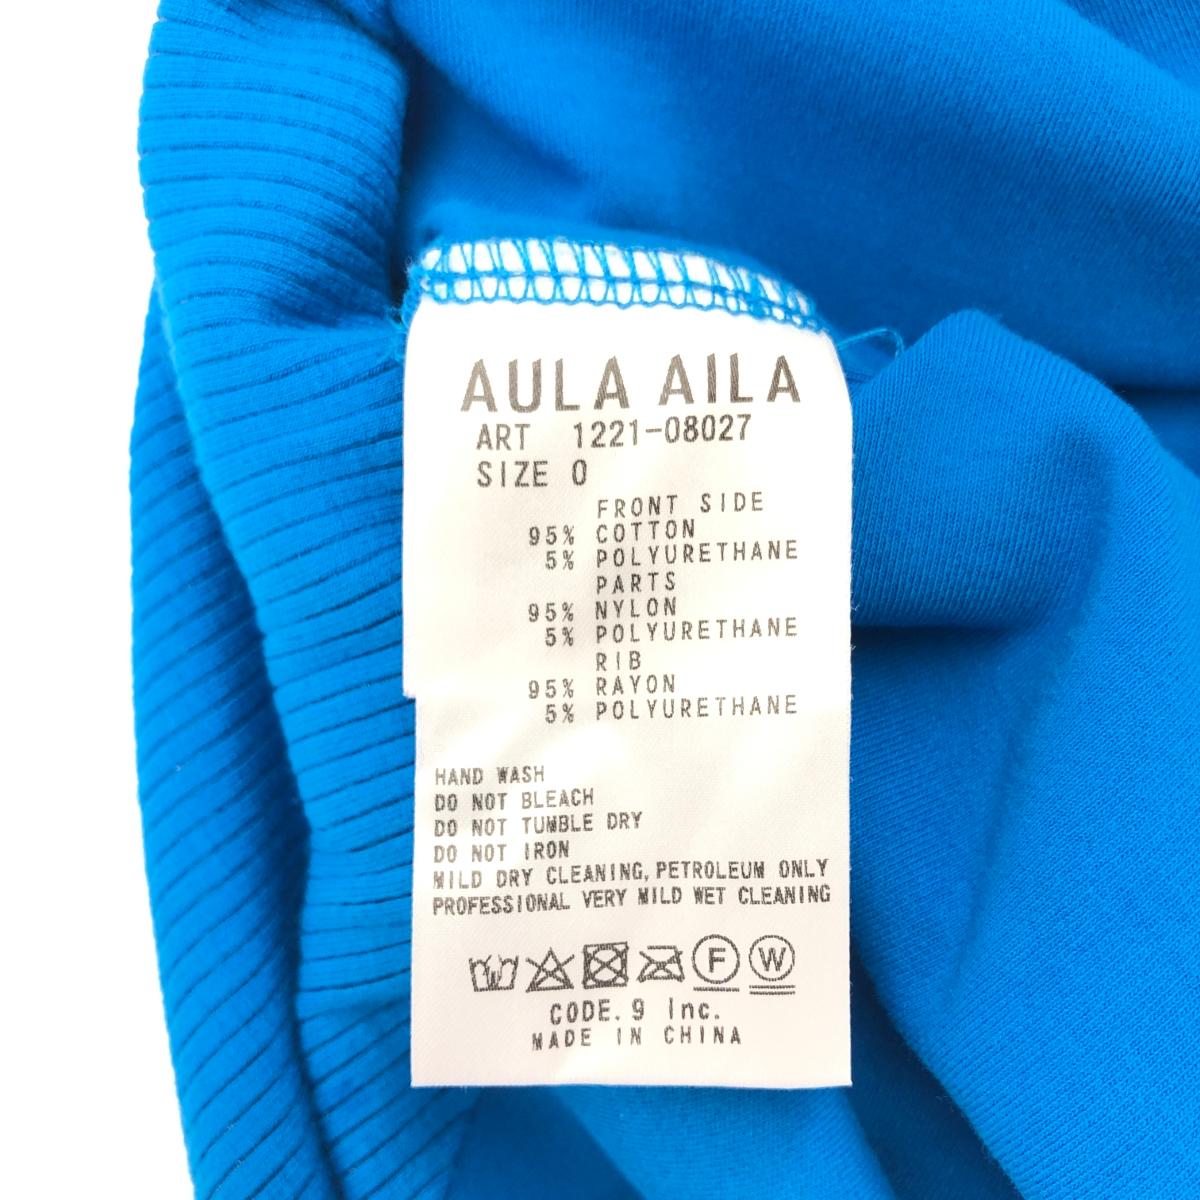 AULA AILA
ART 1221-08027
SIZE 0
FRONT SIDE
95% COTTON
5% POLYURETHANE
PARTS
95% NYLON
5% POLYURETHANE
RIB
95% RAYON
5% POLYURETHANE
HAND WASH
DO NOT BLEACH
DO NOT TUMBLE DRY
DO NOT IRON
MILD DRY CLEANING, PETROLEUM ONLY
PROFESSIONAL VERY MILD WET CLEANING
F W
CODE. 9 Inc.
MADE IN CHINA